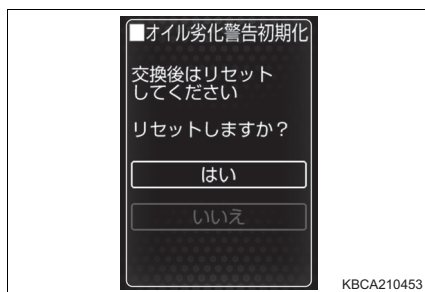 ■オイル劣化警告初期化
交換後はリセット
してください
リセットしますか？
はい
いいえ
KBCA210453